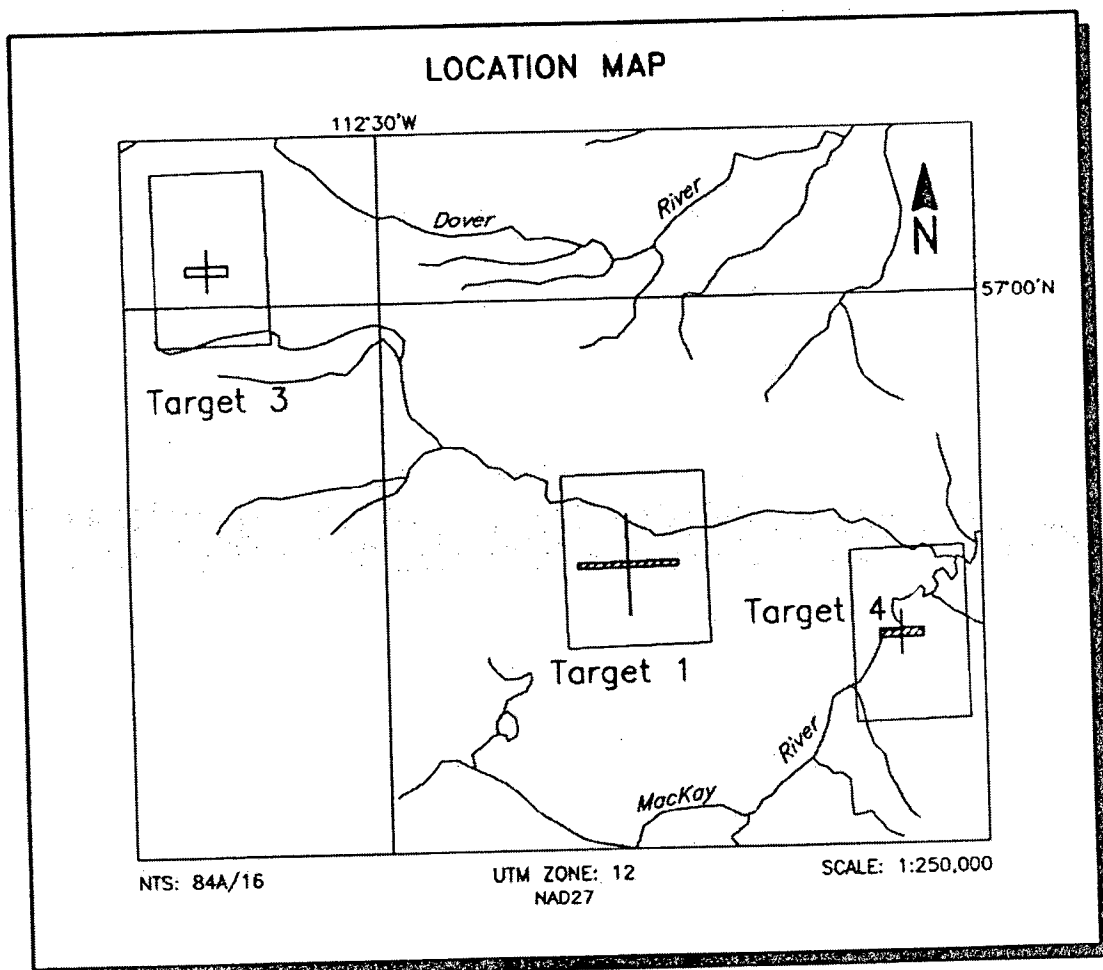 LOCATION MAP
112°30'W
Dover
River
N
57°00'N
Target 3
Target 4
Target 1
River
MacKay
NTS: 84A/16
UTM ZONE: 12
NAD27
SCALE: 1:250,000